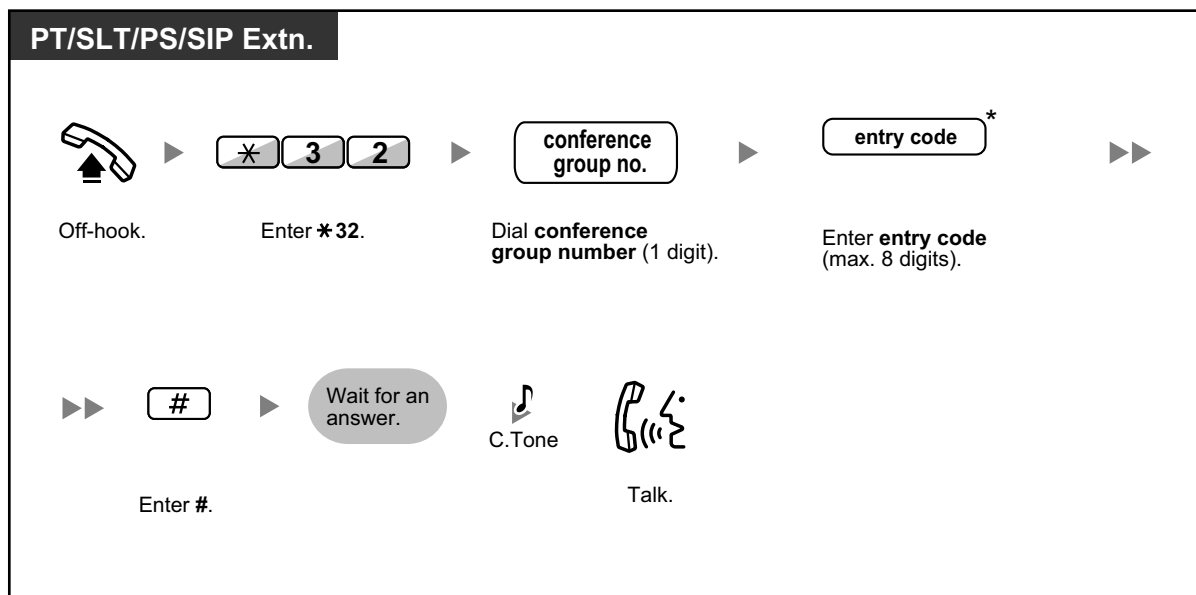 PT/SLT/PS/SIP Extn.
* 3 2
conference
group no.
entry code *
Off-hook.
Enter *32.
Dial conference
group number (1 digit).
Enter entry code
(max. 8 digits).
#
Wait for an
answer.
C.Tone
Enter #.
Talk.